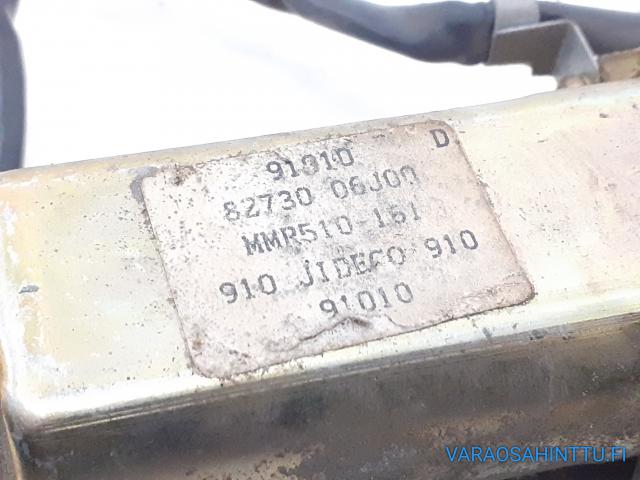 91010 D
82730 06J00
MMR510-161
910 JIDECO 910
91010
VARAOSAHINTTU.FI